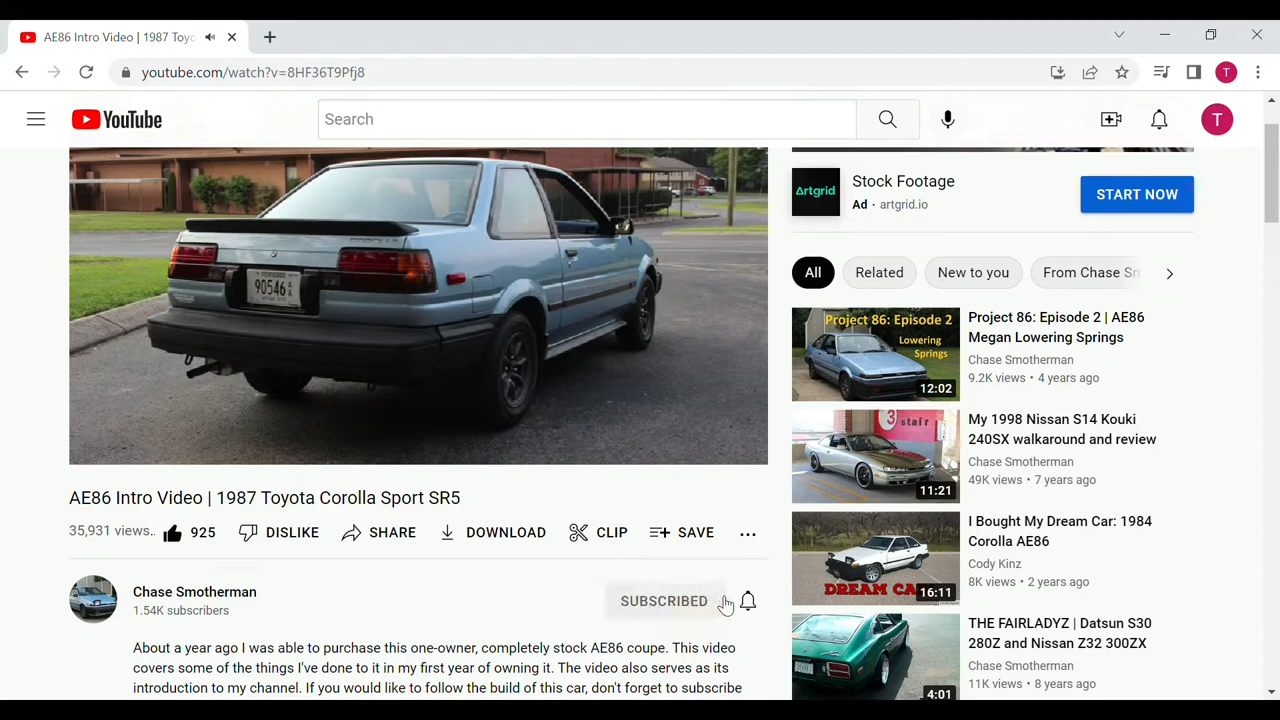 AE86 Intro Video | 1987 Toyo
youtube.com/watch?v=8HF36T9Pfj8
T
YouTube
Search
T
90546
Artgrid
Stock Footage
Ad · artgrid.io
START NOW
All
Related
New to you
From Chase Sm
Project 86: Episode 2
Lowering
Springs
12:02
Project 86: Episode 2 | AE86
Megan Lowering Springs
Chase Smotherman
9.2K views • 4 years ago
3 stair
11:21
My 1998 Nissan S14 Kouki
240SX walkaround and review
Chase Smotherman
49K views • 7 years ago
DREAM CA
16:11
I Bought My Dream Car: 1984
Corolla AE86
Cody Kinz
8K views • 2 years ago
4:01
THE FAIRLADYZ | Datsun S30
280Z and Nissan Z32 300ZX
Chase Smotherman
11K views • 8 years ago
AE86 Intro Video | 1987 Toyota Corolla Sport SR5
35,931 views..
925
DISLIKE
SHARE
DOWNLOAD
CLIP
SAVE
Chase Smotherman
1.54K subscribers
SUBSCRIBED
About a year ago I was able to purchase this one-owner, completely stock AE86 coupe. This video
covers some of the things I've done to it in my first year of owning it. The video also serves as its
introduction to my channel. If you would like to follow the build of this car, don't forget to subscribe